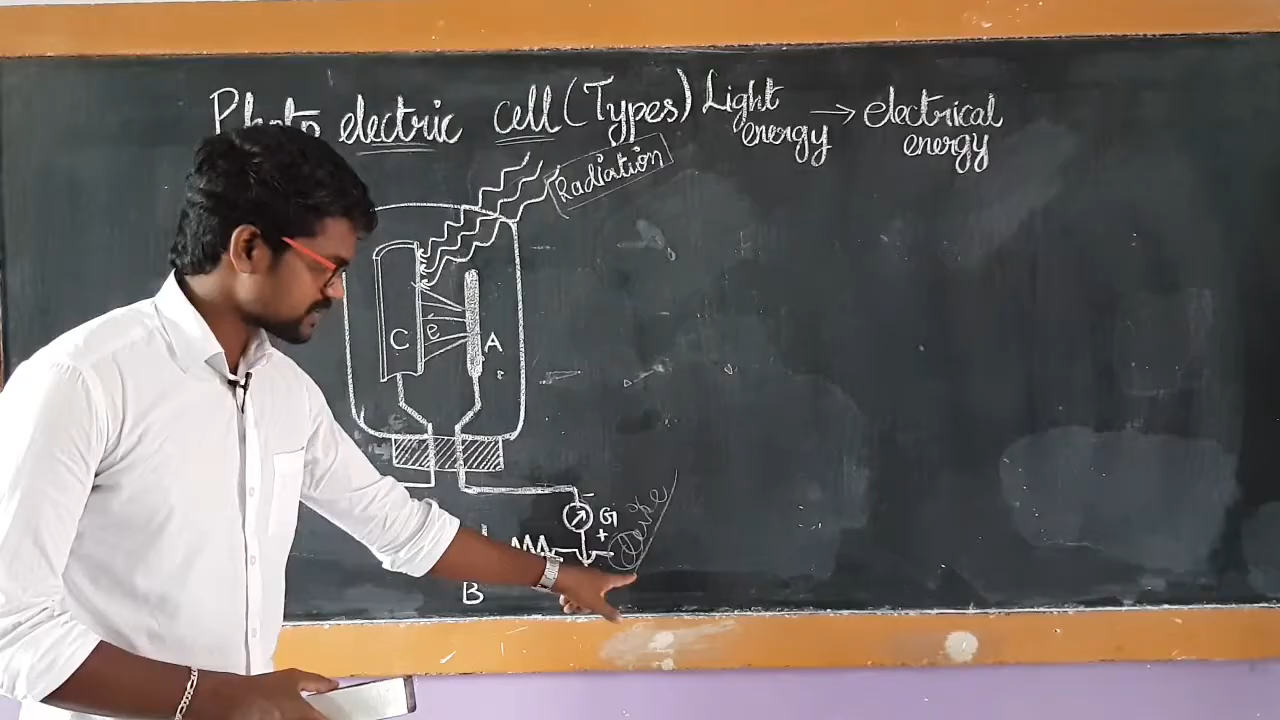 Photo electric cell (Types) Light energy → electrical energy
Radiation
C
e
A
G
+
B